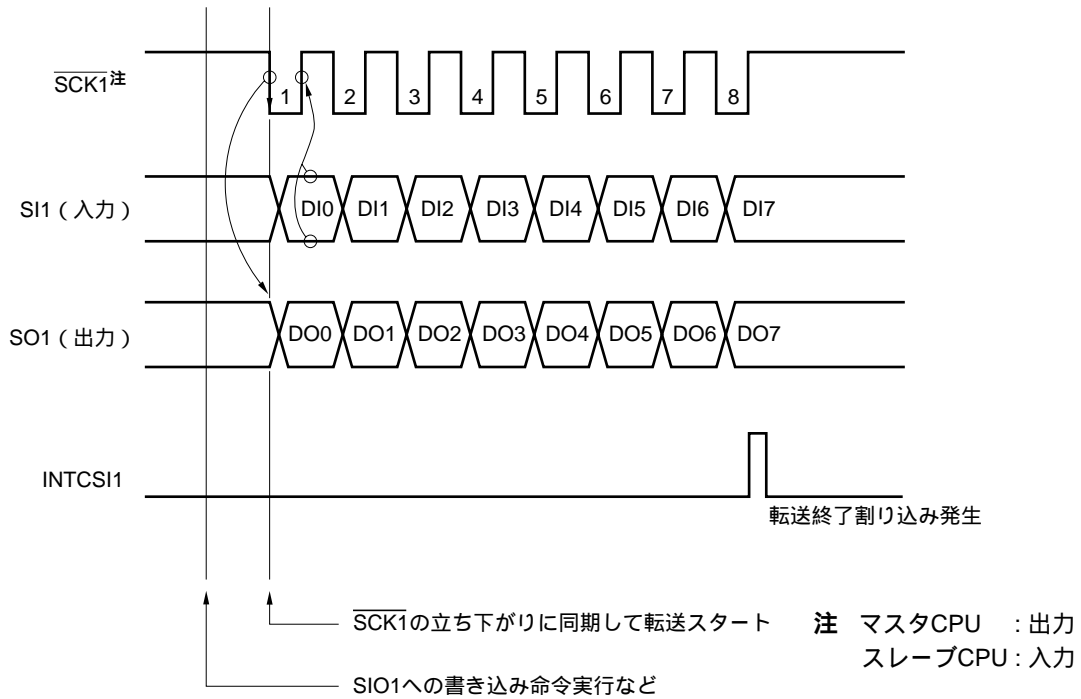 SCK1注
1 2 3 4 5 6 7 8
SI1（入力）
DI0 DI1 DI2 DI3 DI4 DI5 DI6 DI7
SO1（出力）
DO0 DO1 DO2 DO3 DO4 DO5 DO6 DO7
INTCSI1
転送終了割り込み発生
SCK1の立ち下がりに同期して転送スタート
注 マスタCPU : 出力
スレーブCPU : 入力
SIO1への書き込み命令実行など